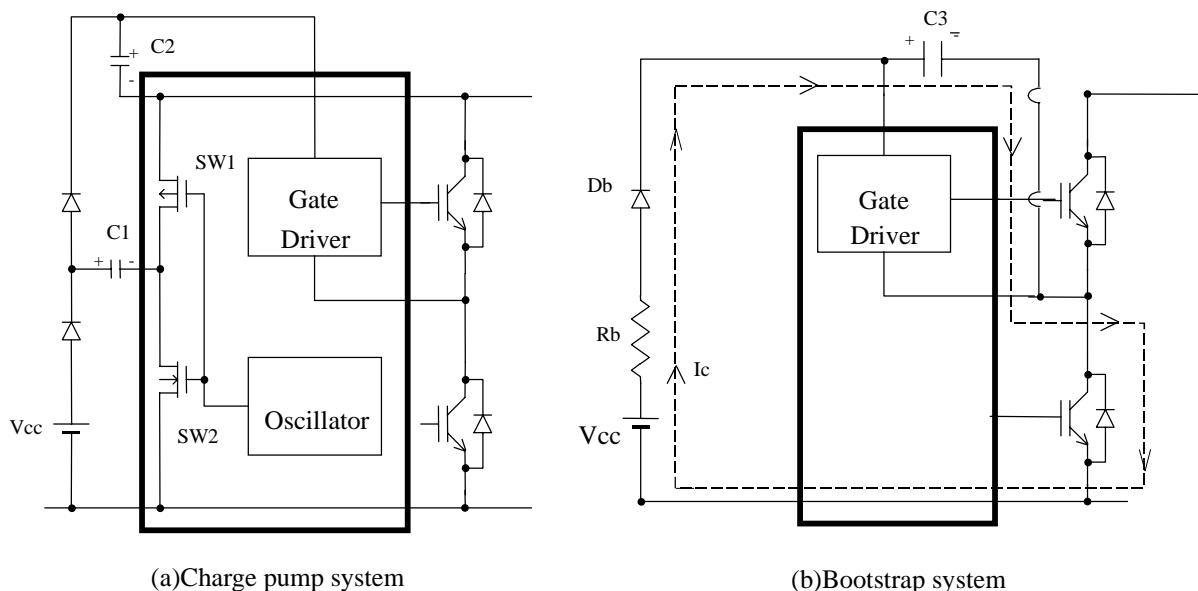 C2
+
-
SW1
Gate
Driver
C1
+
-
Vcc
SW2
Oscillator
(a)Charge pump system
C3
+
-
Db
Gate
Driver
Rb
Ic
Vcc
(b)Bootstrap system